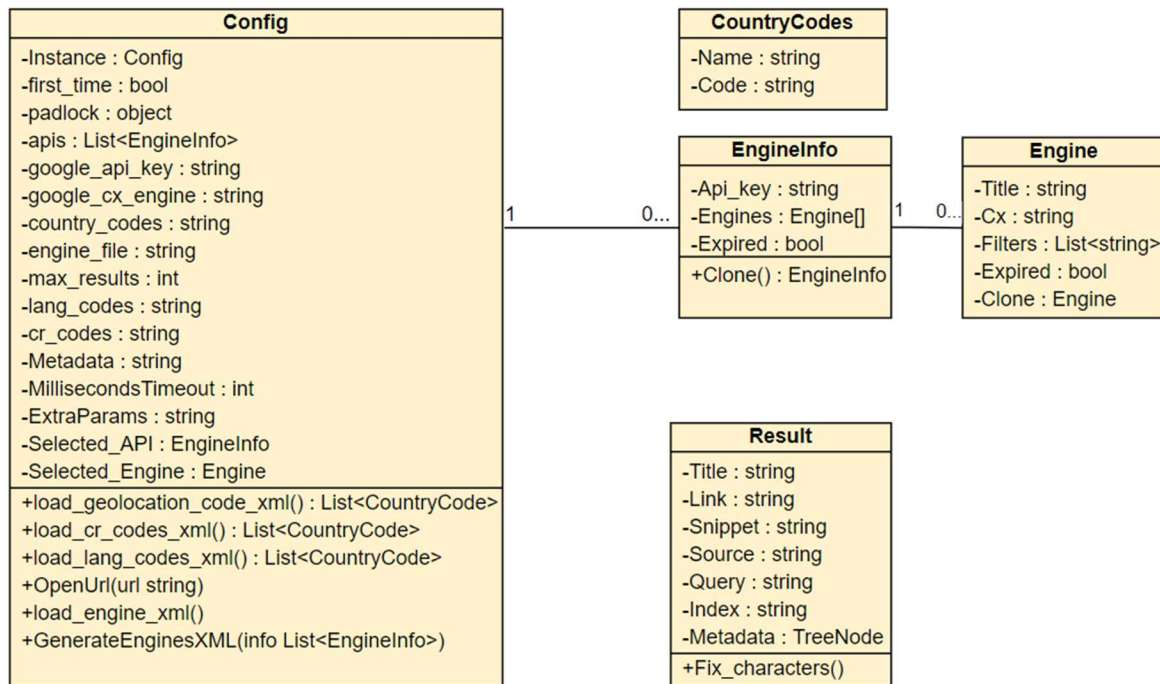 Config
-Instance : Config
-first_time : bool
-padlock : object
-apis : List<EngineInfo>
-google_api_key : string
-google_cx_engine : string
-country_codes : string
-engine_file : string
-max_results : int
-lang_codes : string
-cr_codes : string
-Metadata : string
-MillisecondsTimeout : int
-ExtraParams : string
-Selected_API : EngineInfo
-Selected_Engine : Engine
+load_geolocation_code_xml() : List<CountryCode>
+load_cr_codes_xml() : List<CountryCode>
+load_lang_codes_xml() : List<CountryCode>
+OpenUrl(url string)
+load_engine_xml()
+GenerateEnginesXML(info List<EngineInfo>)
1
0...
CountryCodes
-Name : string
-Code : string
EngineInfo
-Api_key : string
-Engines : Engine[]
-Expired : bool
+Clone() : EngineInfo
1
0...
Engine
-Title : string
-Cx : string
-Filters : List<string>
-Expired : bool
-Clone : Engine
Result
-Title : string
-Link : string
-Snippet : string
-Source : string
-Query : string
-Index : string
-Metadata : TreeNode
+Fix_characters()